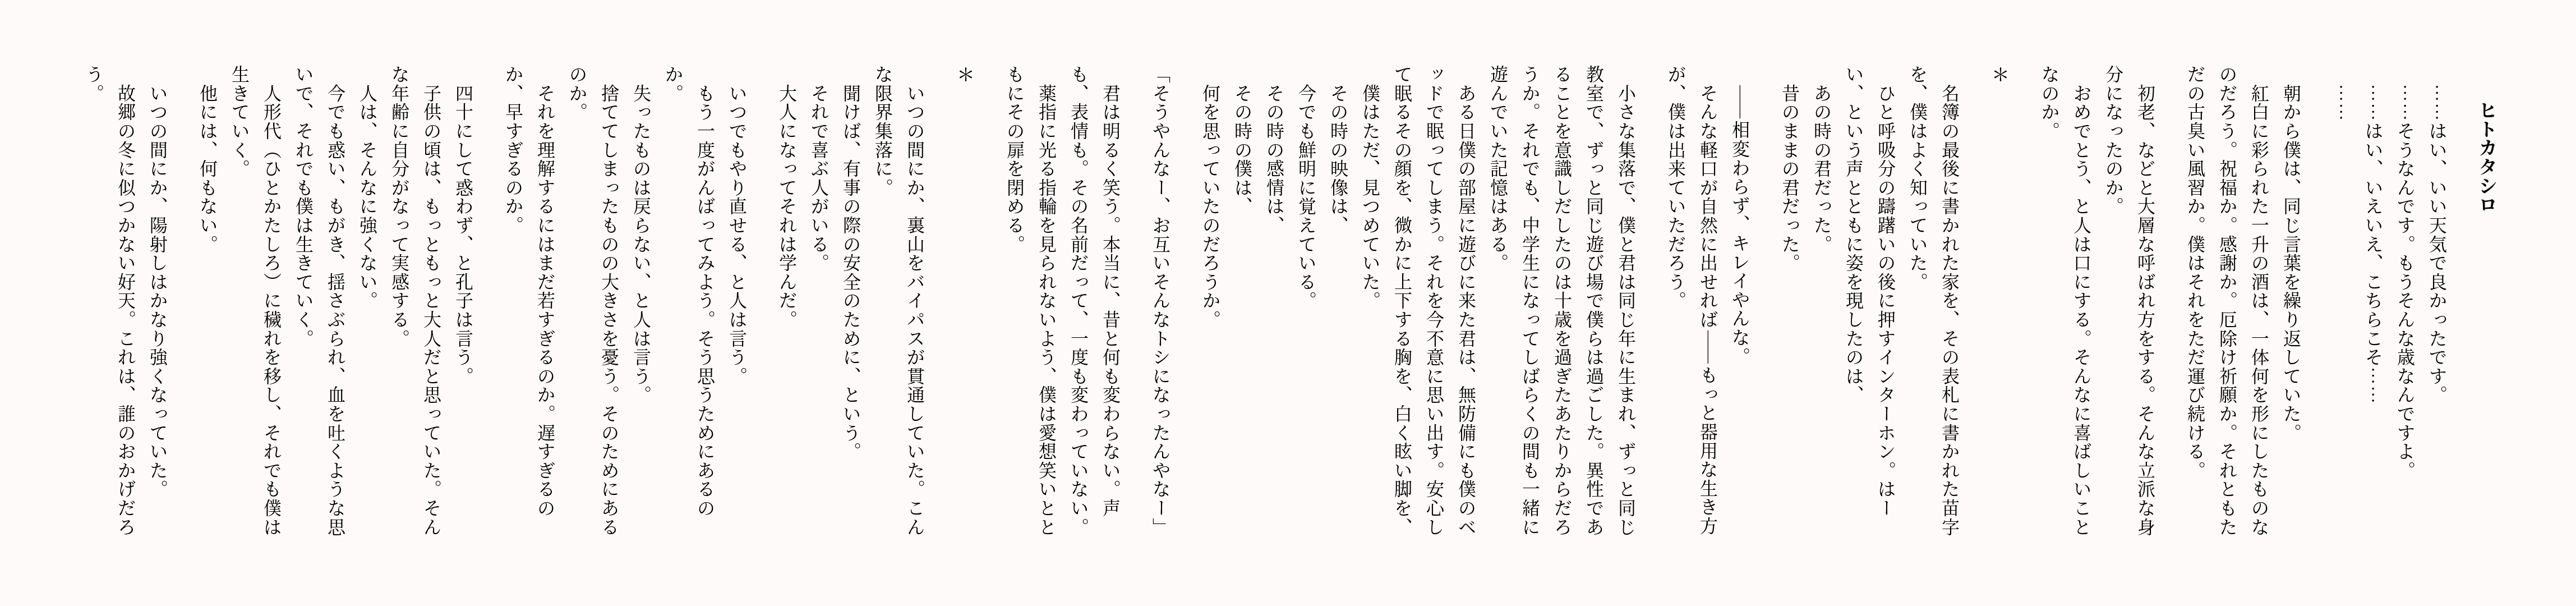 ヒトカタシロ
……はい、いい天気で良かったです。
……そうなんです。もうそんな歳なんですよ。
……はい、いえいえ、こちらこそ……
……
朝から僕は、同じ言葉を繰り返していた。
紅白に彩られた一升の酒は、一体何を形にしたものな
のだろう。祝福か。感謝か。厄除け祈願か。それともた
だの古臭い風習か。僕はそれをただ運び続ける。
初老、などと大層な呼ばれ方をする。そんな立派な身
分になったのか。
おめでとう、と人は口にする。そんなに喜ばしいこと
なのか。
＊
名簿の最後に書かれた家を、その表札に書かれた苗字
を、僕はよく知っていた。
ひと呼吸分の躊躇いの後に押すインターホン。はー
い、という声とともに姿を現したのは、
あの時の君だった。
昔のままの君だった。
――相変わらず、キレイやんな。
そんな軽口が自然に出せれば――もっと器用な生き方
が、僕は出来ていただろう。
小さな集落で、僕と君は同じ年に生まれ、ずっと同じ
教室で、ずっと同じ遊び場で僕らは過ごした。異性であ
ることを意識しだしたのは十歳を過ぎたあたりからだろ
うか。それでも、中学生になってしばらくの間も一緒に
遊んでいた記憶はある。
ある日僕の部屋に遊びに来た君は、無防備にも僕のベ
ッドで眠ってしまう。それを今不意に思い出す。安心し
て眠るその顔を、微かに上下する胸を、白く眩い脚を、
僕はただ、見つめていた。
その時の映像は、
今でも鮮明に覚えている。
その時の感情は、
その時の僕は、
何を思っていたのだろうか。
「そうやんなー、お互いそんなトシになったんやなー」
君は明るく笑う。本当に、昔と何も変わらない。声
も、表情も。その名前だって、一度も変わっていない。
薬指に光る指輪を見られないよう、僕は愛想笑いとと
もにその扉を閉める。
＊
いつの間にか、裏山をバイパスが貫通していた。こん
な限界集落に。
聞けば、有事の際の安全のために、という。
それで喜ぶ人がいる。
大人になってそれは学んだ。
いつでもやり直せる、と人は言う。
もう一度がんばってみよう。そう思うためにあるの
か。
失ったものは戻らない、と人は言う。
捨ててしまったものの大きさを憂う。そのためにある
のか。
それを理解するにはまだ若すぎるのか。遅すぎるの
か、早すぎるのか。
四十にして惑わず、と孔子は言う。
子供の頃は、もっともっと大人だと思っていた。そん
な年齢に自分がなって実感する。
人は、そんなに強くない。
今でも惑い、もがき、揺さぶられ、血を吐くような思
いで、それでも僕は生きていく。
人形代（ひとかたしろ）に穢れを移し、それでも僕は
生きていく。
他には、何もない。
いつの間にか、陽射しはかなり強くなっていた。
故郷の冬に似つかない好天。これは、誰のおかげだろ
う。